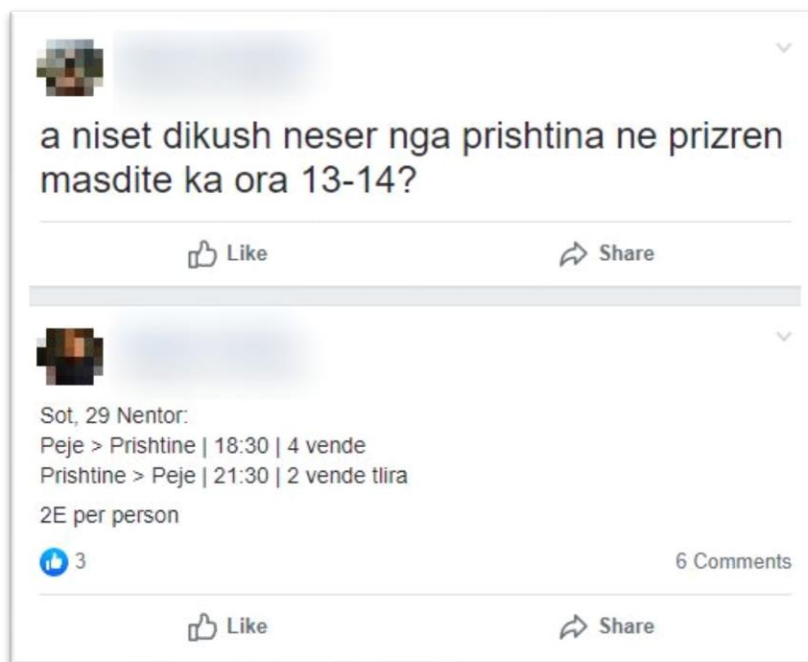 a niset dikush neser nga prishtina ne prizren
masdite ka ora 13-14?
Like
Share
Sot, 29 Nentor:
Peje > Prishtine | 18:30 | 4 vende
Prishtine > Peje | 21:30 | 2 vende tlira
2E per person
3
6 Comments
Like
Share